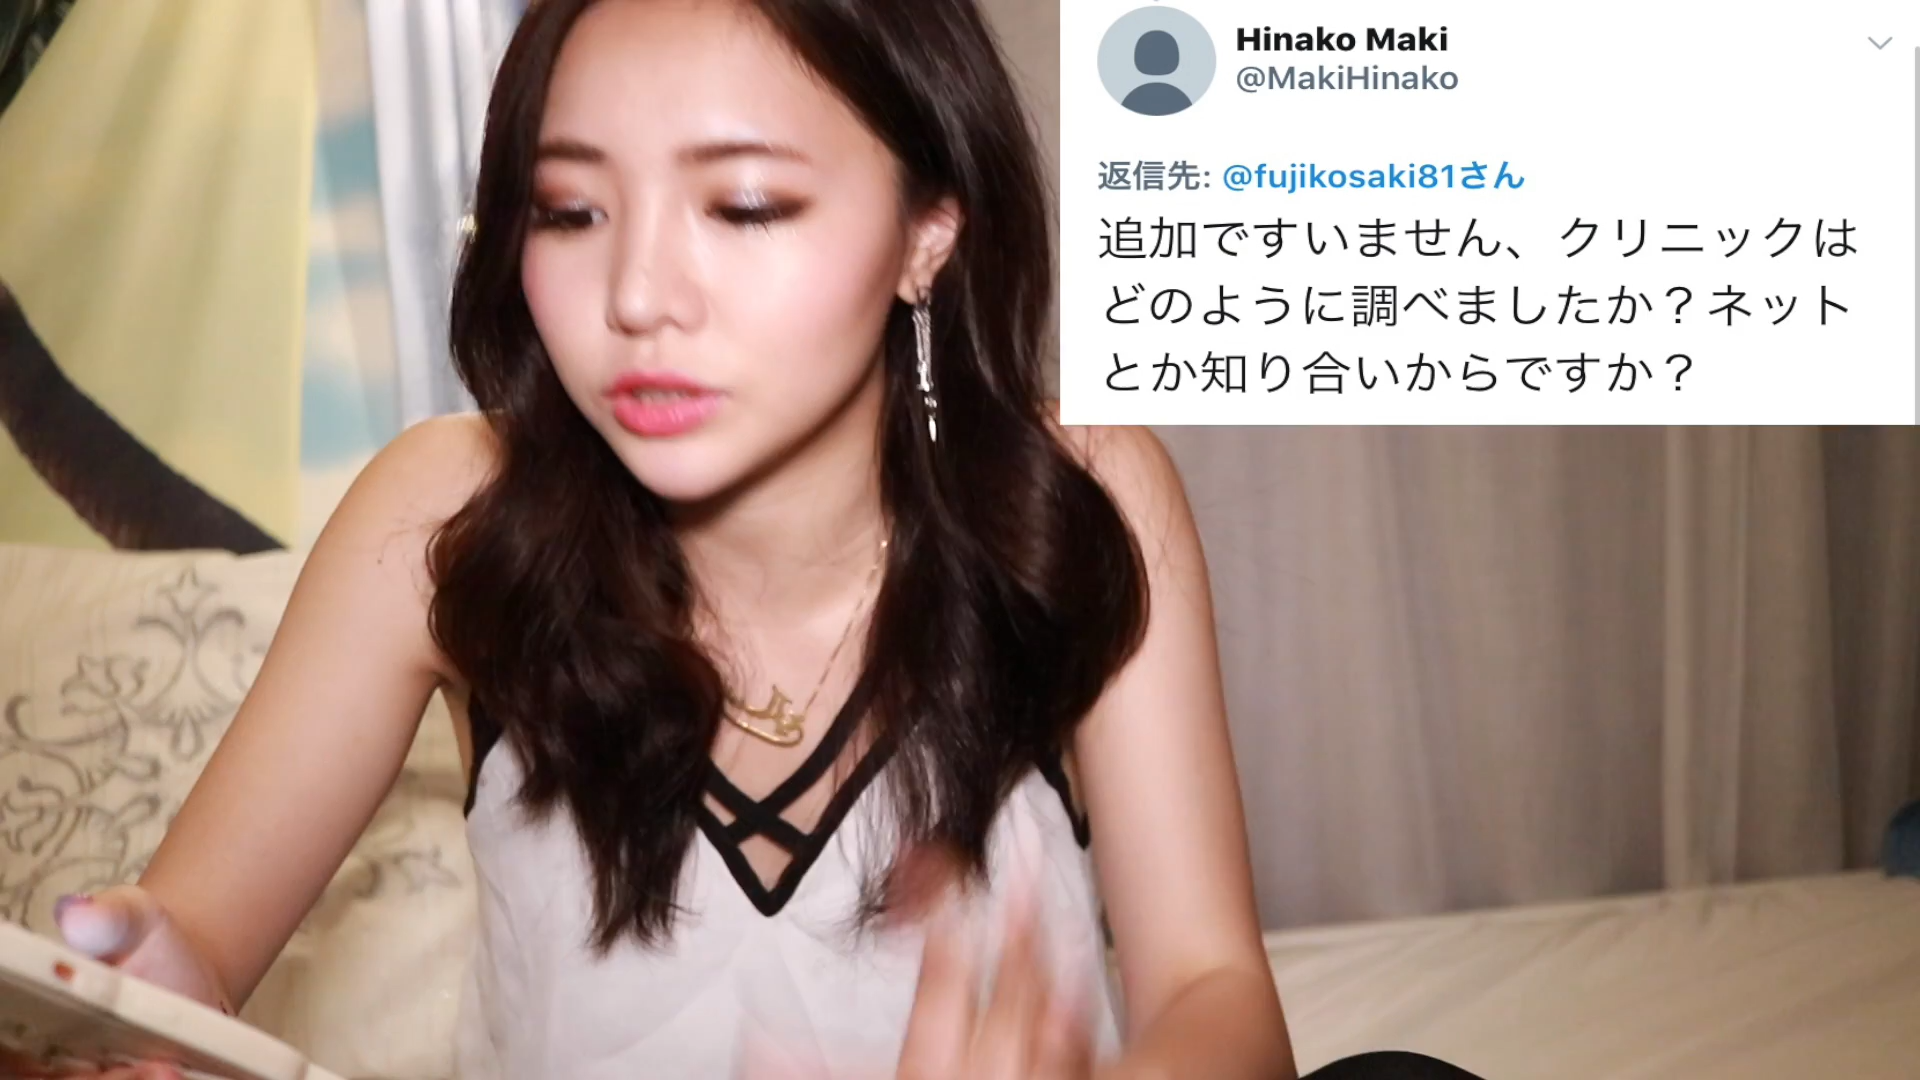 Hinako Maki
@MakiHinako
返信先: @fujikosaki81さん
追加ですいません、クリニックは
どのように調べましたか？ネット
とか知り合いからですか？